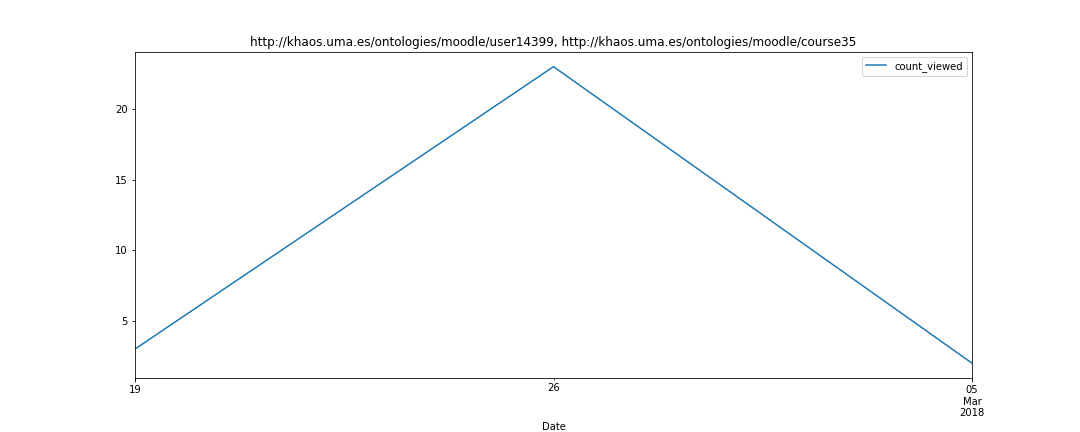 http://khaos.uma.es/ontologies/moodle/user14399, http://khaos.uma.es/ontologies/moodle/course35
count_viewed
20
15
10
5
19
26
05
Mar
2018
Date